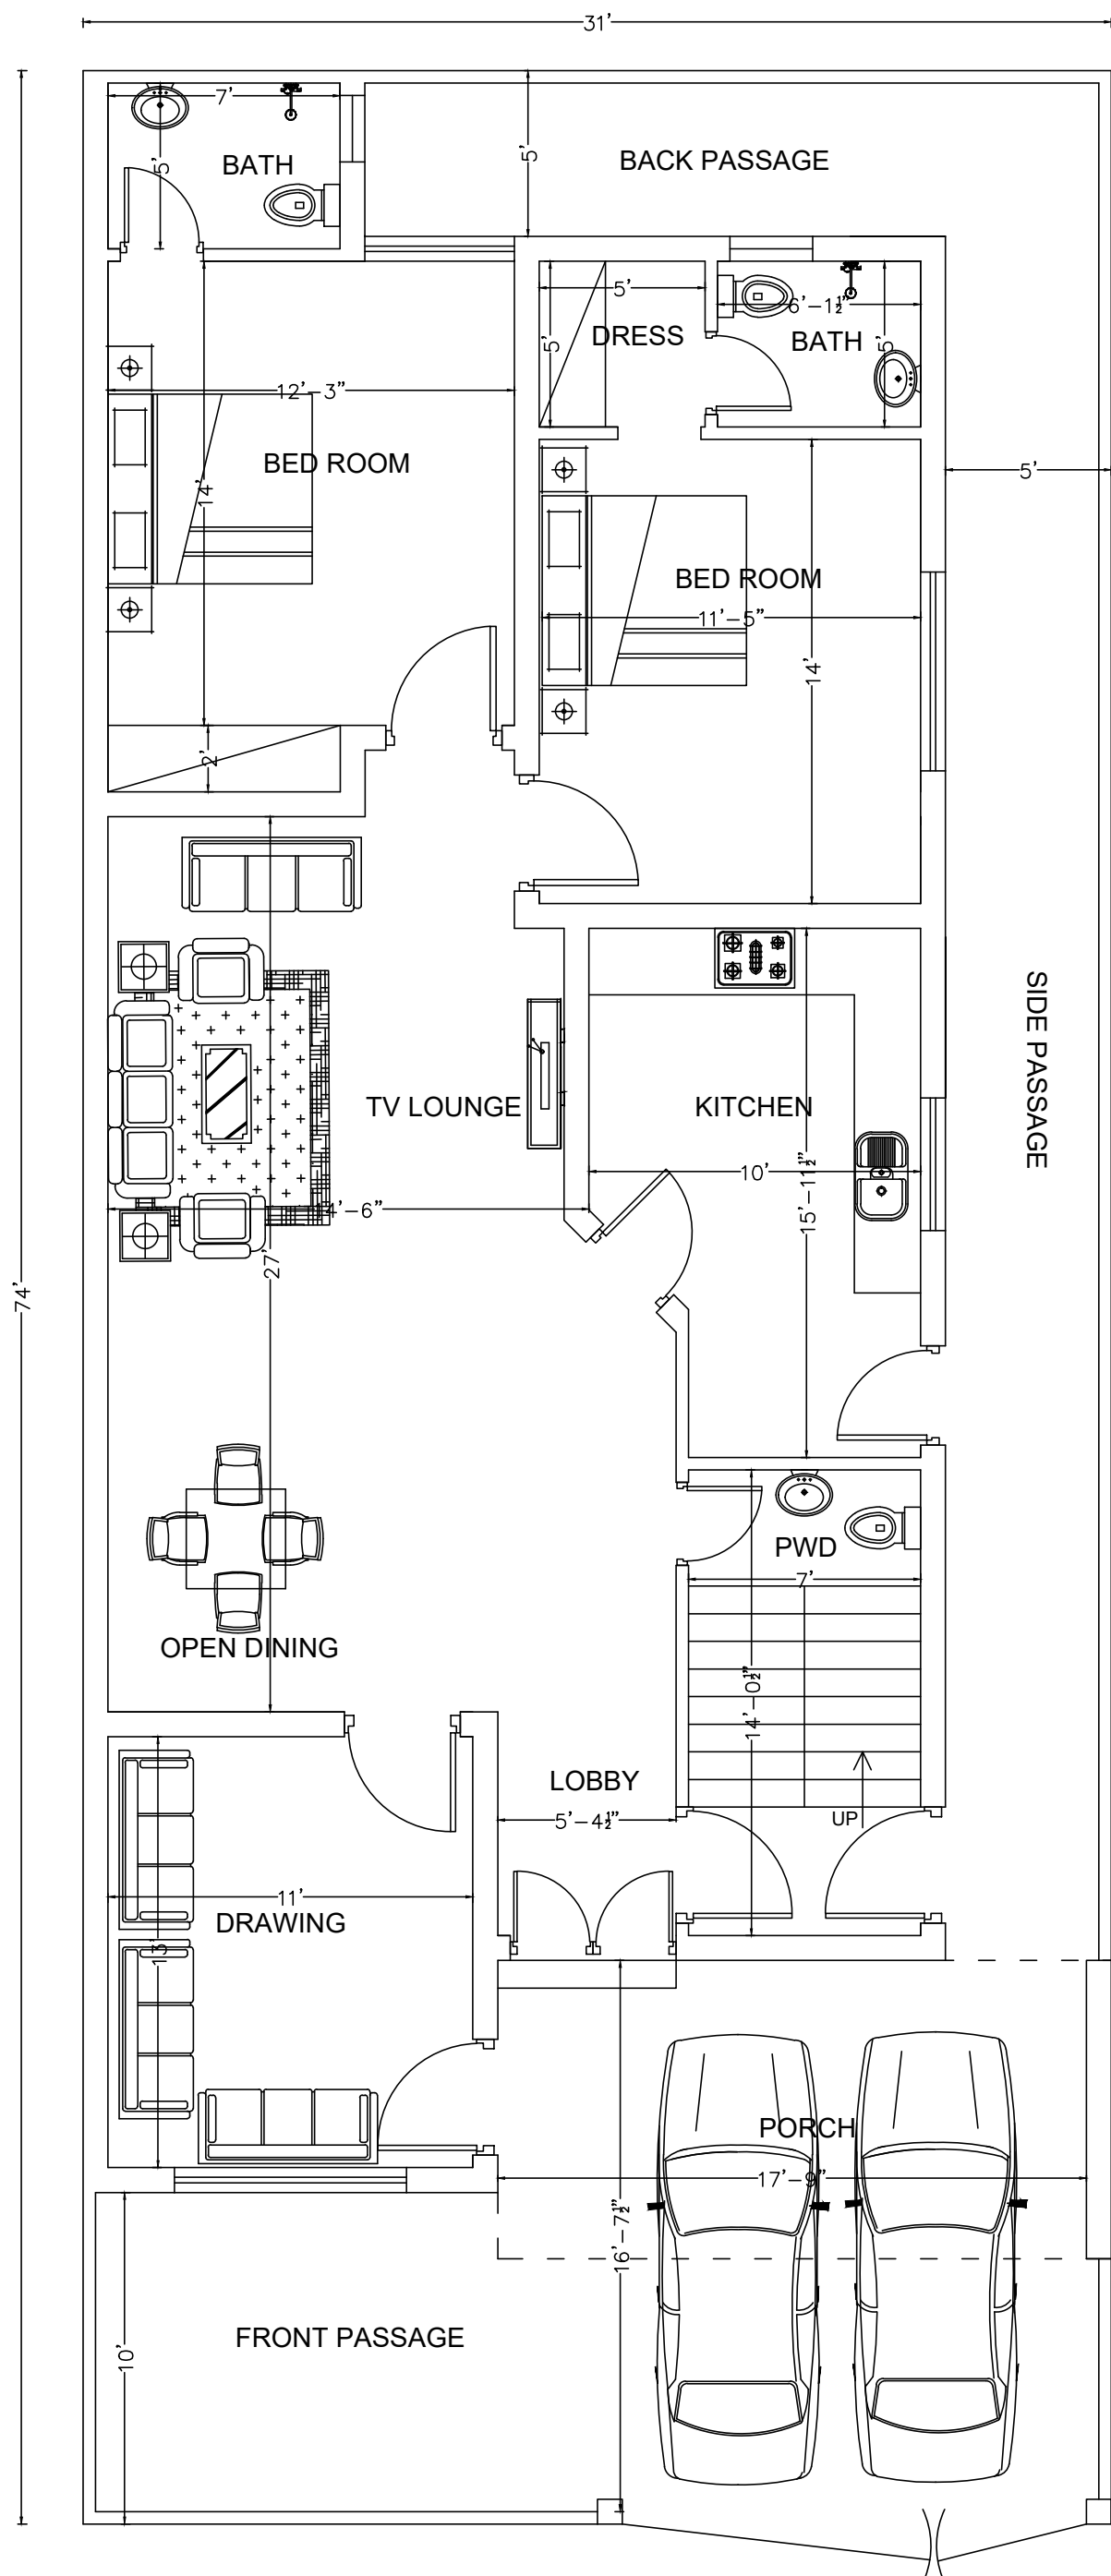 31'
7'
BATH
5'
5'
BACK PASSAGE
5'
DRESS
5'
6'-1½"
BATH
5'
12'-3"
BED ROOM
14'
5'
BED ROOM
11'-5"
14'
2'
SIDE PASSAGE
TV LOUNGE
KITCHEN
10'
15'-11½"
14'-6"
27'
74'
PWD
7'
OPEN DINING
14'-0½"
LOBBY
5'-4½"
UP
11'
DRAWING
13'
PORCH
17'-9"
16'-7½"
FRONT PASSAGE
10'